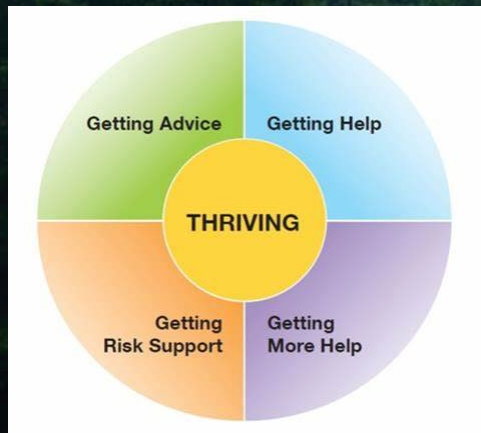 Getting Advice
Getting Help
THRIVING
Getting
Risk Support
Getting
More Help